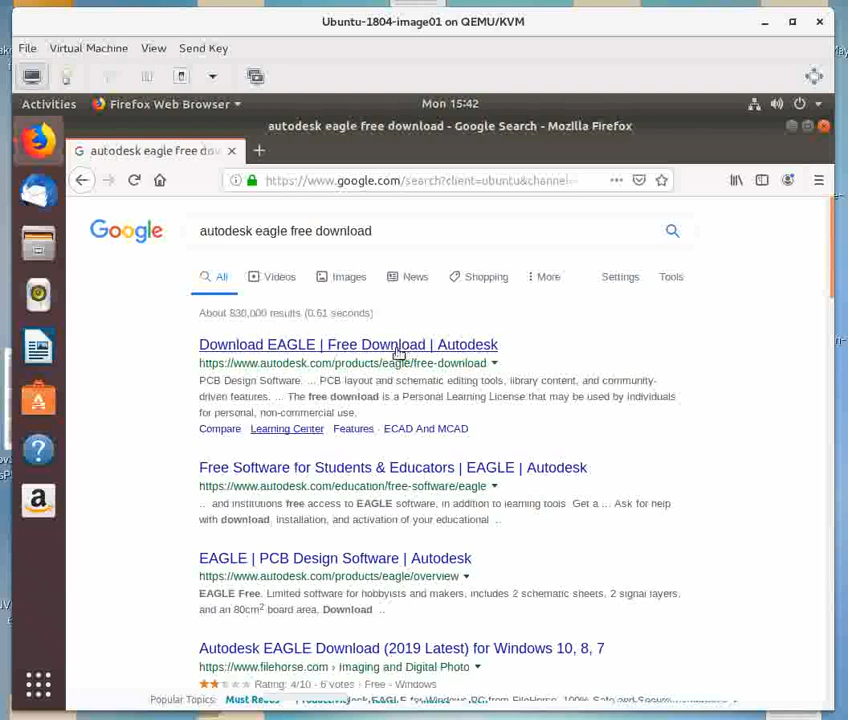 Ubuntu-1804-image01 on QEMU/KVM
File Virtual Machine View Send Key
Activities Firefox Web Browser Mon 15:42
autodesk eagle free download - Google Search - Mozilla Firefox
G autodesk eagle free dow
https://www.google.com/search?client=ubuntu&channel=
Google autodesk eagle free download
All Videos Images News Shopping More Settings Tools
About 830,000 results (0.61 seconds)
Download EAGLE | Free Download | Autodesk
https://www.autodesk.com/products/eagle/free-download
PCB Design Software. ... PCB layout and schematic editing tools, library content, and community-
driven features. ... The free download is a Personal Learning License that may be used by individuals
for personal, non-commercial use.
Compare · Learning Center · Features · ECAD And MCAD
Free Software for Students & Educators | EAGLE | Autodesk
https://www.autodesk.com/education/free-software/eagle
... and institutions free access to EAGLE software, in addition to learning tools Get a ... Ask for help
with download, installation, and activation of your educational ...
EAGLE | PCB Design Software | Autodesk
https://www.autodesk.com/products/eagle/overview
EAGLE Free. Limited software for hobbyists and makers, includes 2 schematic sheets, 2 signal layers,
and an 80cm2 board area. Download ...
Autodesk EAGLE Download (2019 Latest) for Windows 10, 8, 7
https://www.filehorse.com › Imaging and Digital Photo
Rating: 4/10 - 6 votes - Free - Windows
Popular Topics: